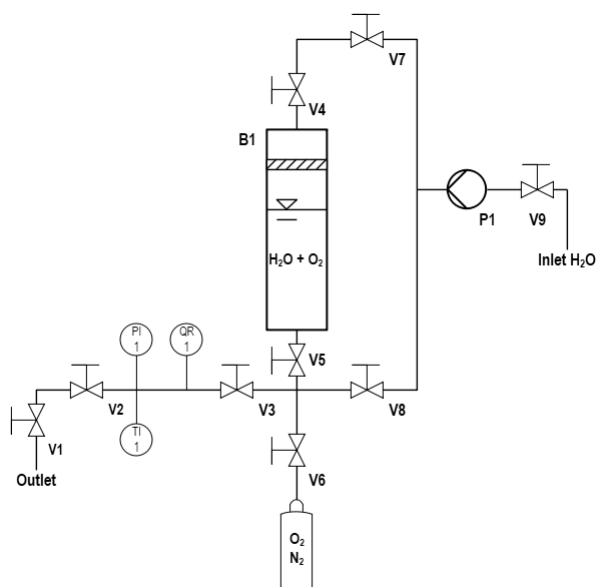 V7
V4
B1
P1
V9
H₂O + O₂
Inlet H₂O
PI
1
QR
1
V5
V2
V3
V8
TI
1
V1
V6
Outlet
O₂
N₂